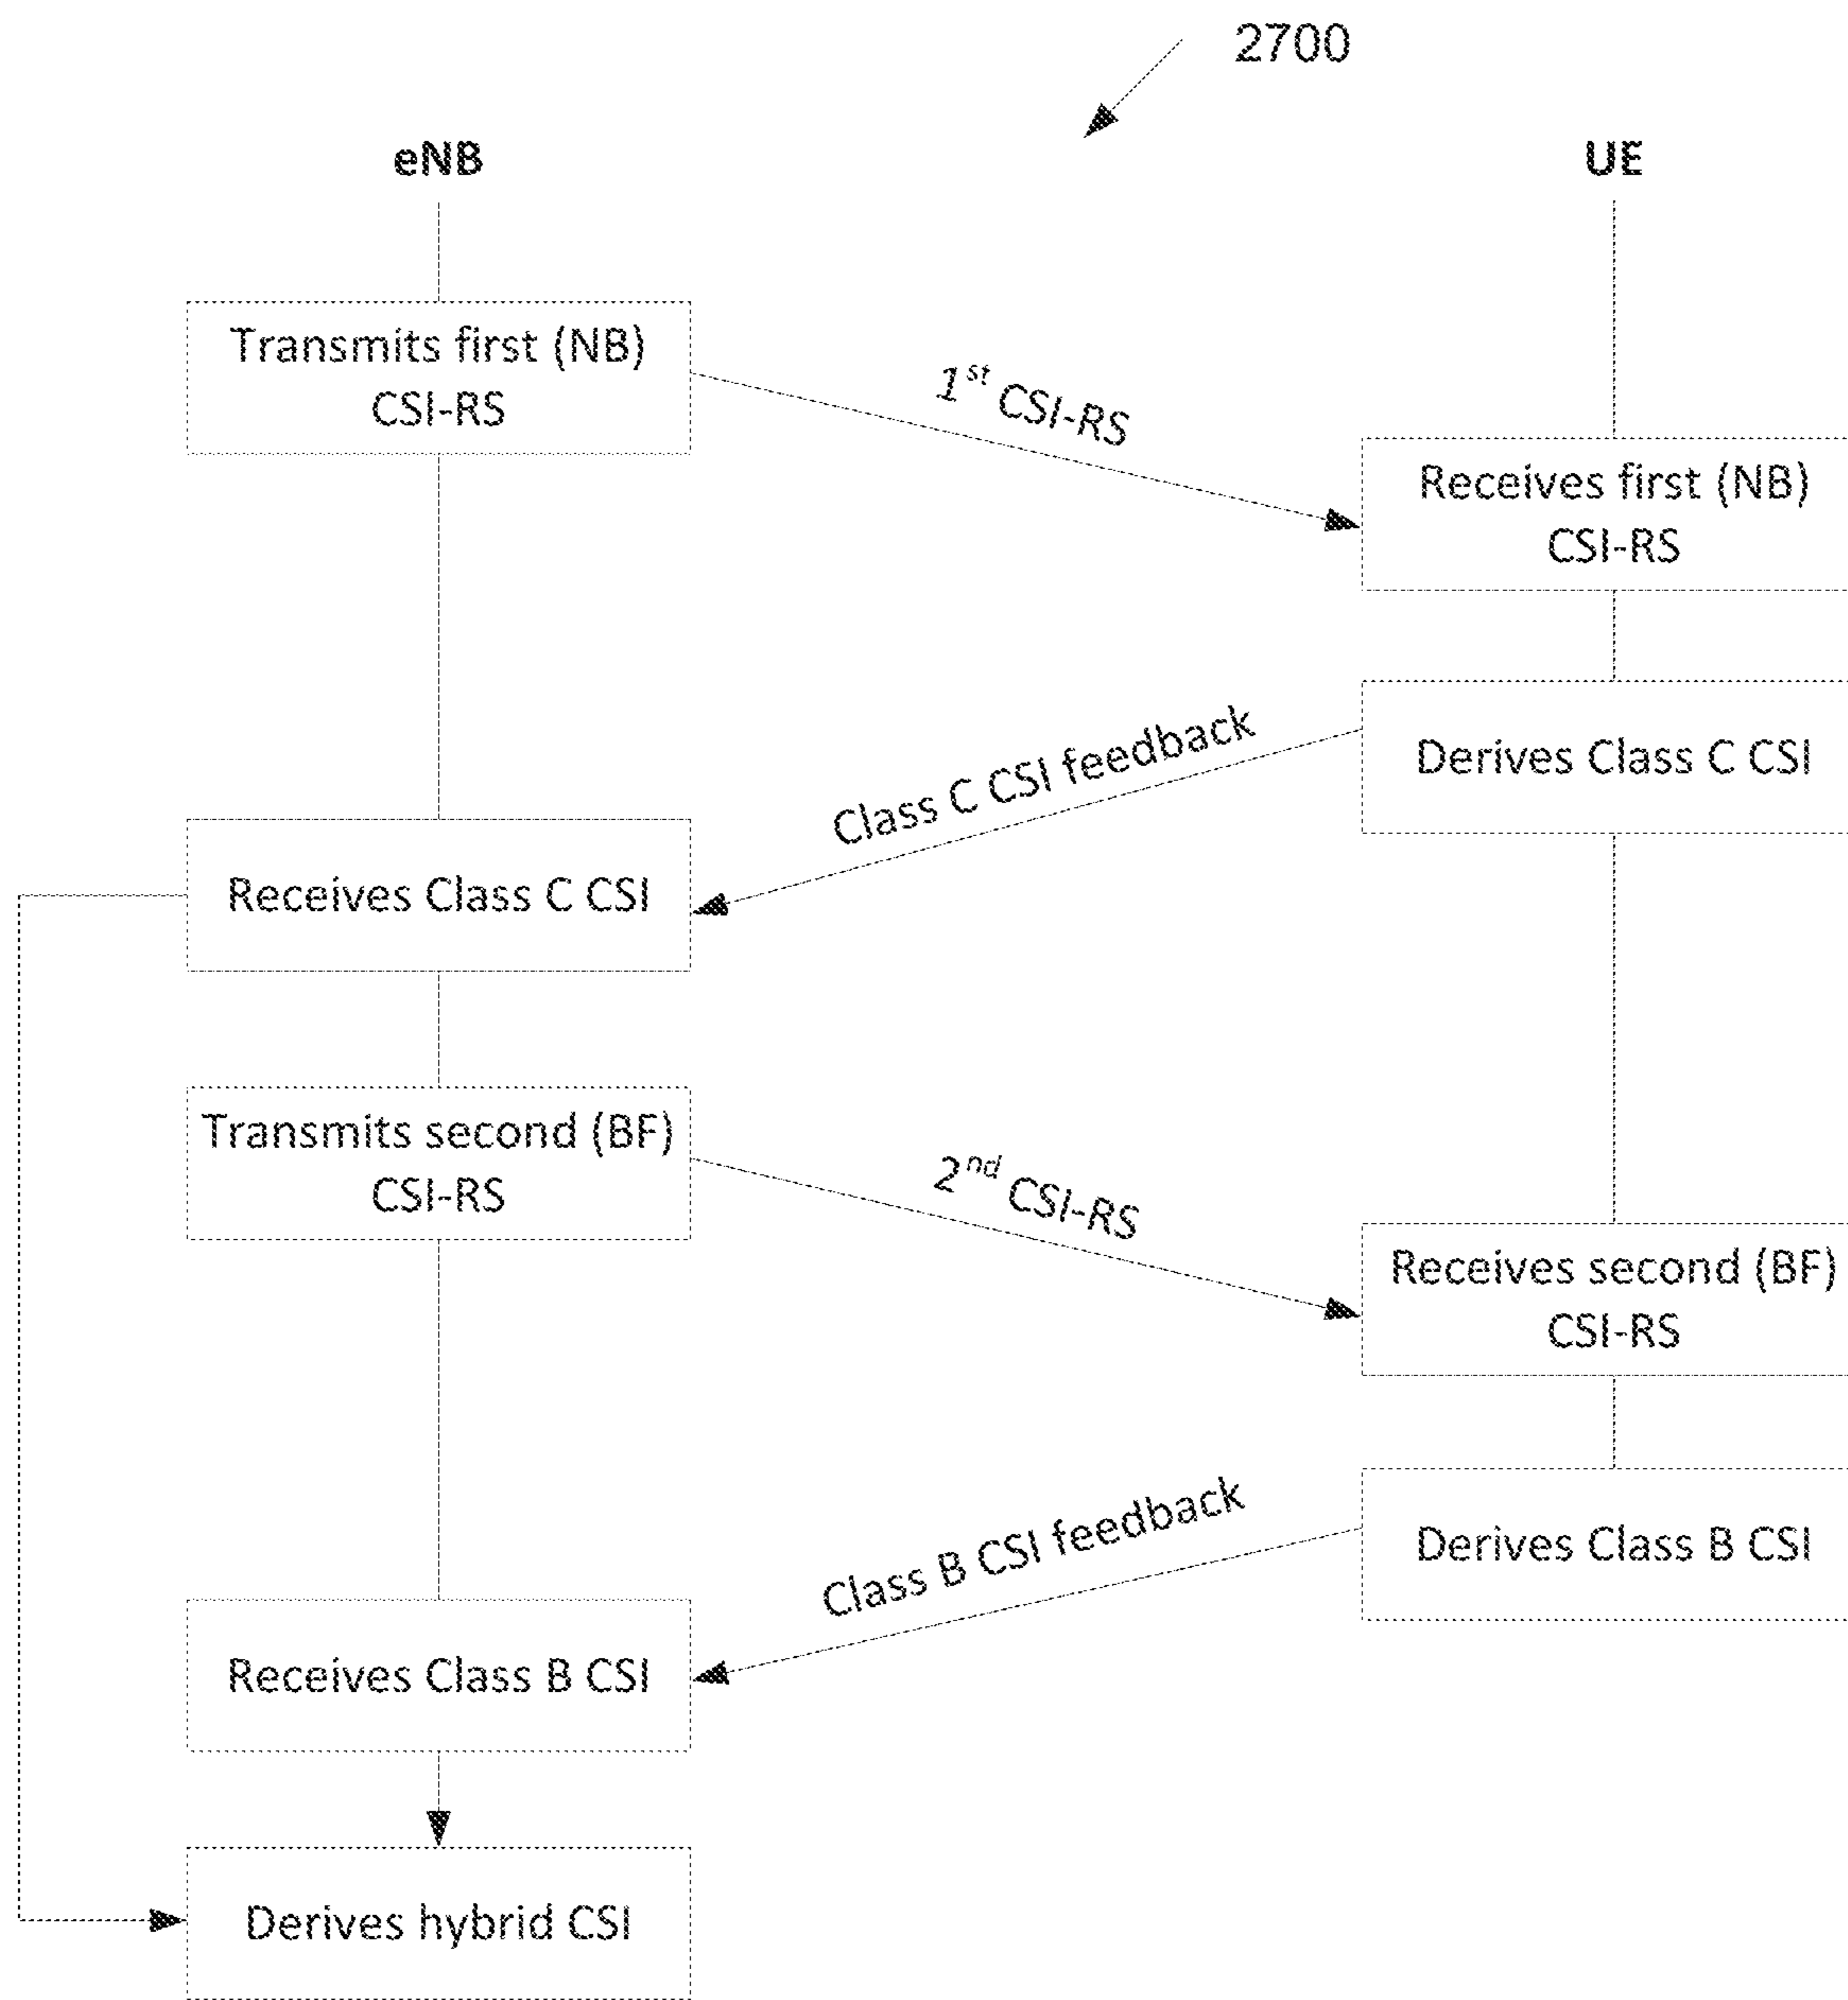 2700
eNB
UE
Transmits first (NB)
CSI-RS
1st CSI-RS
Receives first (NB)
CSI-RS
Class C CSI feedback
Derives Class C CSI
Receives Class C CSI
Transmits second (BF)
CSI-RS
2nd CSI-RS
Receives second (BF)
CSI-RS
Class B CSI feedback
Derives Class B CSI
Receives Class B CSI
Derives hybrid CSI